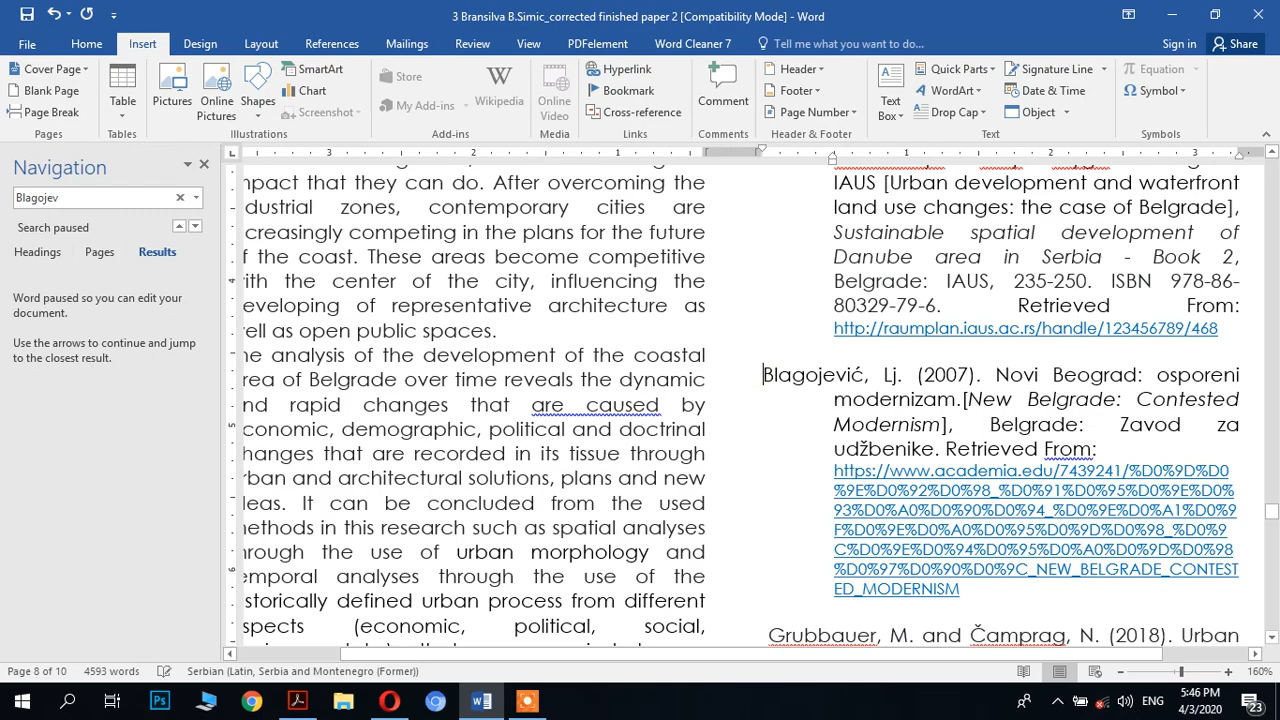 3 Bransilva B.Simic_corrected finished paper 2 [Compatibility Mode] - Word
File Home Insert Design Layout References Mailings Review View PDFelement Word Cleaner 7 Tell me what you want to do... Sign in Share
Cover Page
Blank Page
Page Break
Pages
Table
Tables
Pictures
Online Pictures
Shapes
SmartArt
Chart
Screenshot
Illustrations
Store
My Add-ins
Wikipedia
Add-ins
Online Video
Media
Hyperlink
Bookmark
Cross-reference
Links
Comment
Comments
Header
Footer
Page Number
Header & Footer
Text Box
Quick Parts
WordArt
Drop Cap
Signature Line
Date & Time
Object
Text
Equation
Symbol
Symbols
Navigation
Blagojev
Search paused
Headings Pages Results
Word paused so you can edit your
document.
Use the arrows to continue and jump
to the closest result.
3 2 1 1 2 3
4
5
6
mpact that they can do. After overcoming the
dustrial zones, contemporary cities are
creasingly competing in the plans for the future
f the coast. These areas become competitive
ith the center of the city, influencing the
eveloping of representative architecture as
ell as open public spaces.
he analysis of the development of the coastal
rea of Belgrade over time reveals the dynamic
nd rapid changes that are caused by
conomic, demographic, political and doctrinal
hanges that are recorded in its tissue through
rban and architectural solutions, plans and new
eas. It can be concluded from the used
ethods in this research such as spatial analyses
rough the use of urban morphology and
emporal analyses through the use of the
storically defined urban process from different
spects (economic, political, social,
IAUS [Urban development and waterfront
land use changes: the case of Belgrade],
Sustainable spatial development of
Danube area in Serbia - Book 2,
Belgrade: IAUS, 235-250. ISBN 978-86-
80329-79-6. Retrieved From:
http://raumplan.iaus.ac.rs/handle/123456789/468
Blagojević, Lj. (2007). Novi Beograd: osporeni
modernizam.[New Belgrade: Contested
Modernism], Belgrade: Zavod za
udžbenike. Retrieved From:
https://www.academia.edu/7439241/%D0%9D%D0
%9E%D0%92%D0%98_%D0%91%D0%95%D0%9E%D0%
93%D0%A0%D0%90%D0%94_%D0%9E%D0%A1%D0%9
F%D0%9E%D0%A0%D0%95%D0%9D%D0%98_%D0%9
C%D0%9E%D0%94%D0%95%D0%A0%D0%9D%D0%98
%D0%97%D0%90%D0%9C_NEW_BELGRADE_CONTEST
ED_MODERNISM
Grubbauer, M. and Čamprag, N. (2018). Urban
Page 8 of 10 4593 words Serbian (Latin, Serbia and Montenegro (Former)) 160%
ENG
5:46 PM
4/3/2020
23